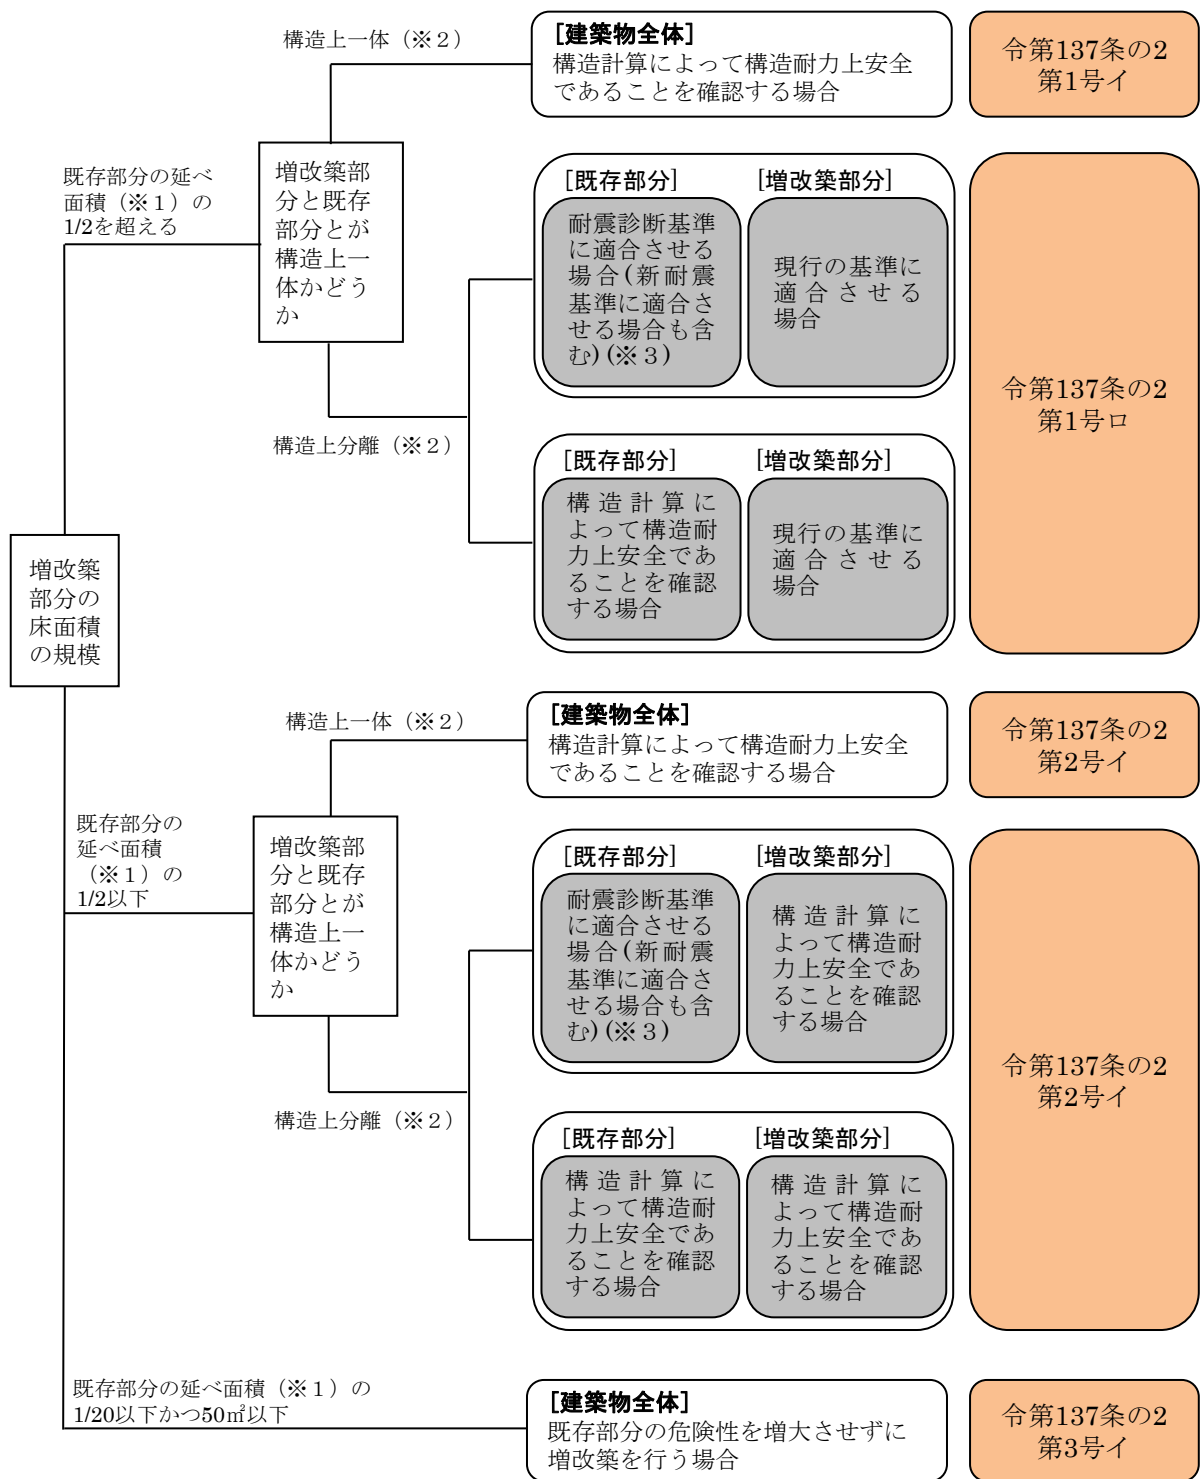 構造上一体（※２）
[建築物全体]
構造計算によって構造耐力上安全
であることを確認する場合
令第137条の2
第1号イ
既存部分の延べ
面積（※１）の
1/2を超える
増改築部
分と既存
部分とが
構造上一
体かどう
か
[既存部分]
耐震診断基準
に適合させる
場合(新耐震
基準に適合さ
せる場合も含
む)(※３)
[増改築部分]
現行の基準に
適合させる
場合
令第137条の2
第1号ロ
構造上分離（※２）
[既存部分]
構造計算に
よって構造耐
力上安全であ
ることを確認
する場合
[増改築部分]
現行の基準に
適合させる
場合
増改築
部分の
床面積
の規模
構造上一体（※２）
[建築物全体]
構造計算によって構造耐力上安全
であることを確認する場合
令第137条の2
第2号イ
既存部分の
延べ面積
（※１）の
1/2以下
増改築部
分と既存
部分とが
構造上一
体かどう
か
[既存部分]
耐震診断基準
に適合させる
場合(新耐震
基準に適合さ
せる場合も含
む)(※３)
[増改築部分]
構造計算に
よって構造耐
力上安全であ
ることを確認
する場合
令第137条の2
第2号イ
構造上分離（※２）
[既存部分]
構造計算に
よって構造耐
力上安全であ
ることを確認
する場合
[増改築部分]
構造計算に
よって構造耐
力上安全であ
ることを確認
する場合
既存部分の延べ面積（※１）の
1/20以下かつ50㎡以下
[建築物全体]
既存部分の危険性を増大させずに
増改築を行う場合
令第137条の2
第3号イ